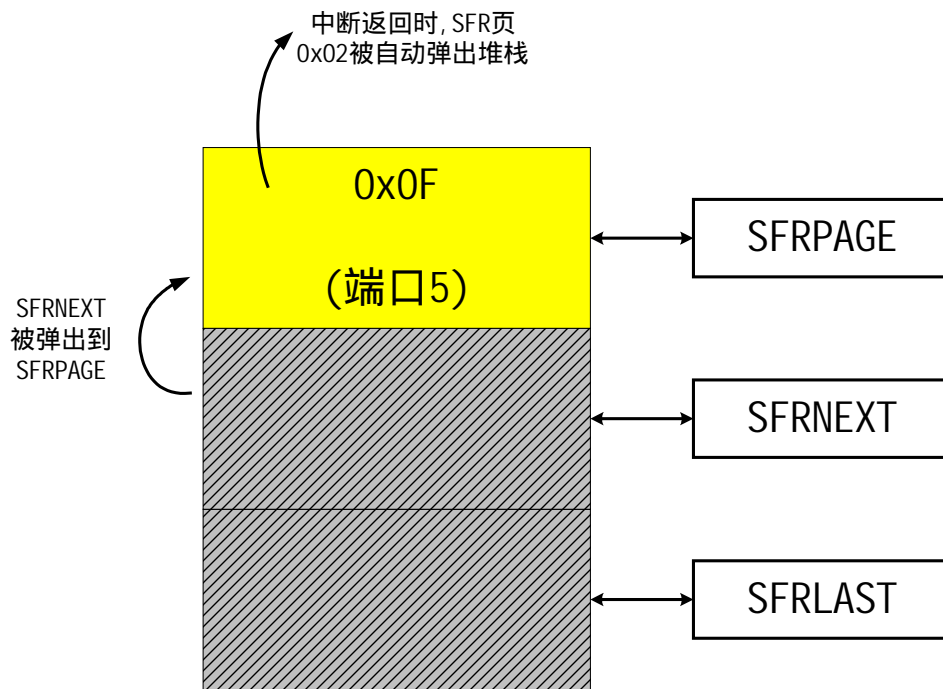 中断返回时, SFR页
0x02被自动弹出堆栈
0x0F
(端口5)
SFRPAGE
SFRNEXT
被弹出到
SFRPAGE
SFRNEXT
SFRLAST